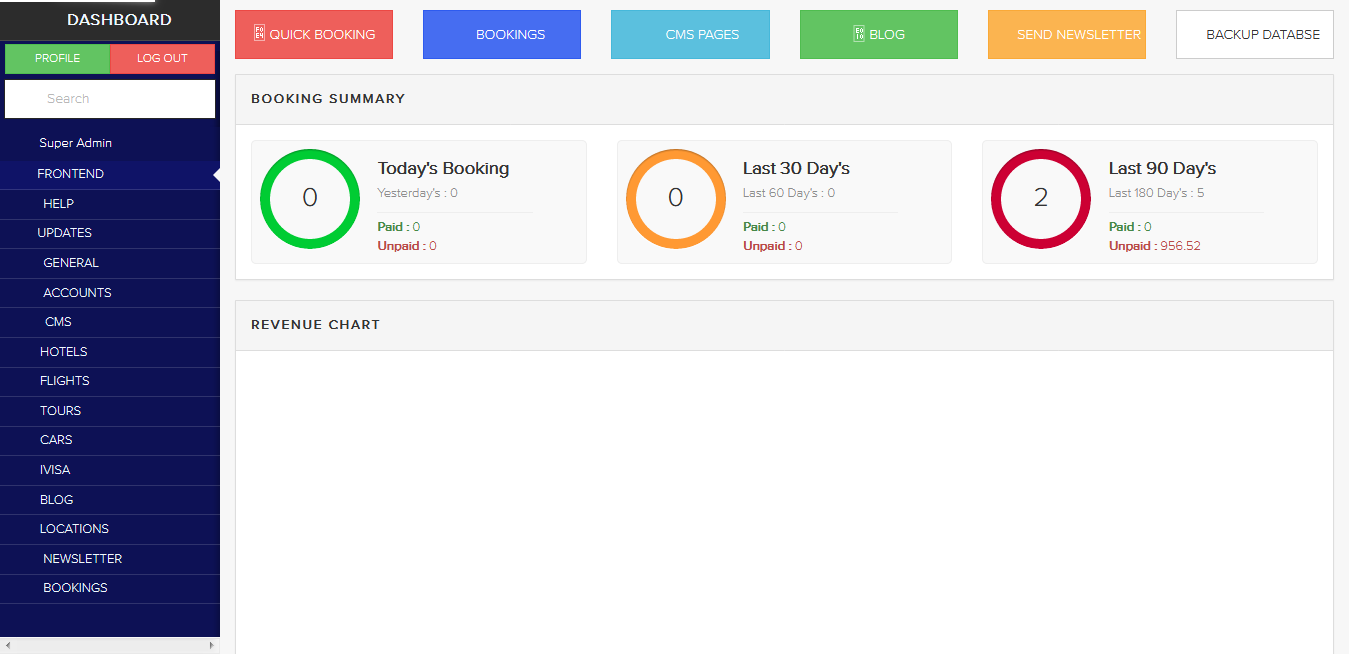 DASHBOARD
PROFILE
LOG OUT
Search
Super Admin
FRONTEND
HELP
UPDATES
GENERAL
ACCOUNTS
CMS
HOTELS
FLIGHTS
TOURS
CARS
IVISA
BLOG
LOCATIONS
NEWSLETTER
BOOKINGS
QUICK BOOKING
BOOKINGS
CMS PAGES
BLOG
SEND NEWSLETTER
BACKUP DATABSE
BOOKING SUMMARY
0
Today's Booking
Yesterday's : 0
Paid : 0
Unpaid : 0
0
Last 30 Day's
Last 60 Day's : 0
Paid : 0
Unpaid : 0
2
Last 90 Day's
Last 180 Day's : 5
Paid : 0
Unpaid : 956.52
REVENUE CHART